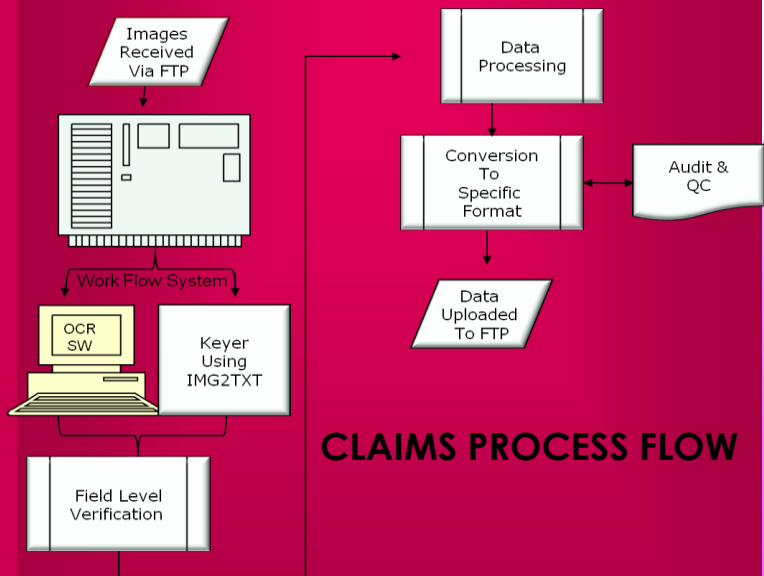 Images
Received
Via FTP
Work Flow System
OCR
SW
Keyer
Using
IMG2TXT
Field Level
Verification
Data
Processing
Conversion
To
Specific
Format
Audit &
QC
Data
Uploaded
To FTP
CLAIMS PROCESS FLOW